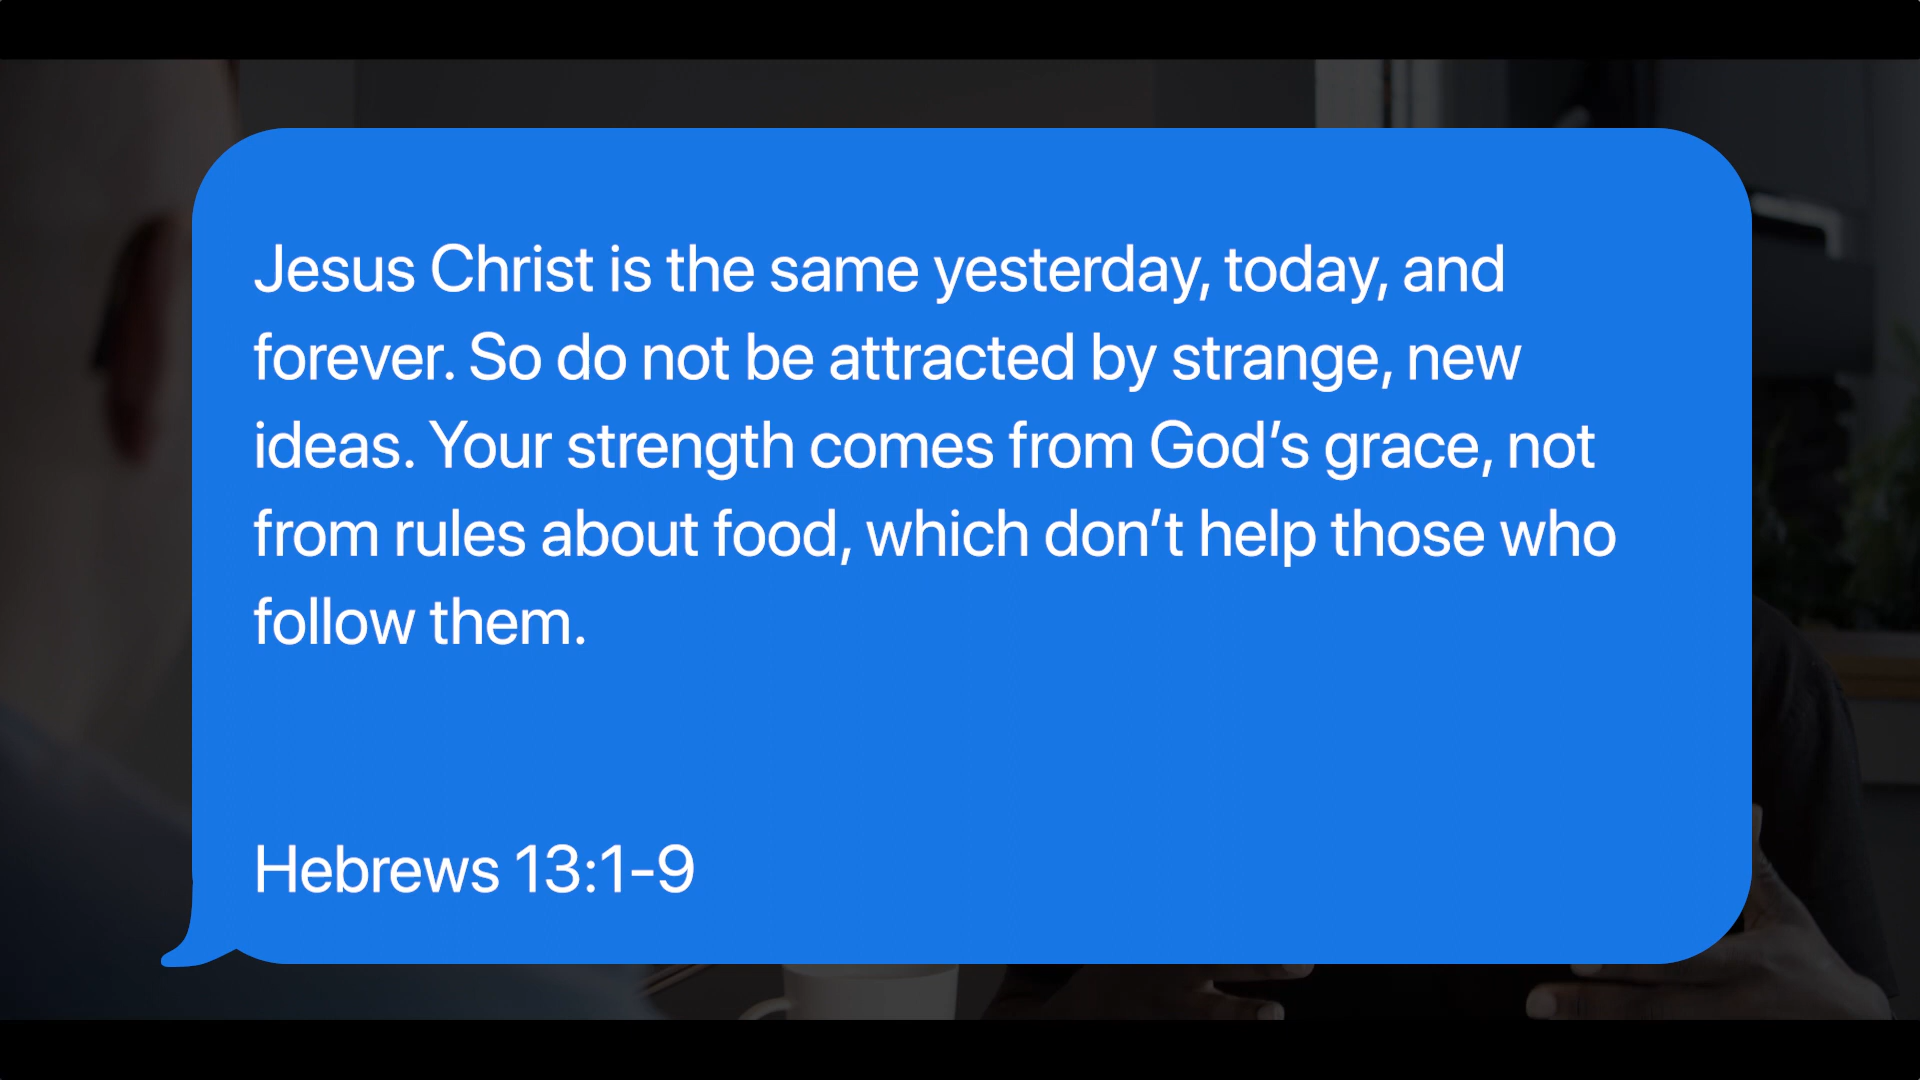 Jesus Christ is the same yesterday, today, and
forever. So do not be attracted by strange, new
ideas. Your strength comes from God’s grace, not
from rules about food, which don’t help those who
follow them.
Hebrews 13:1-9